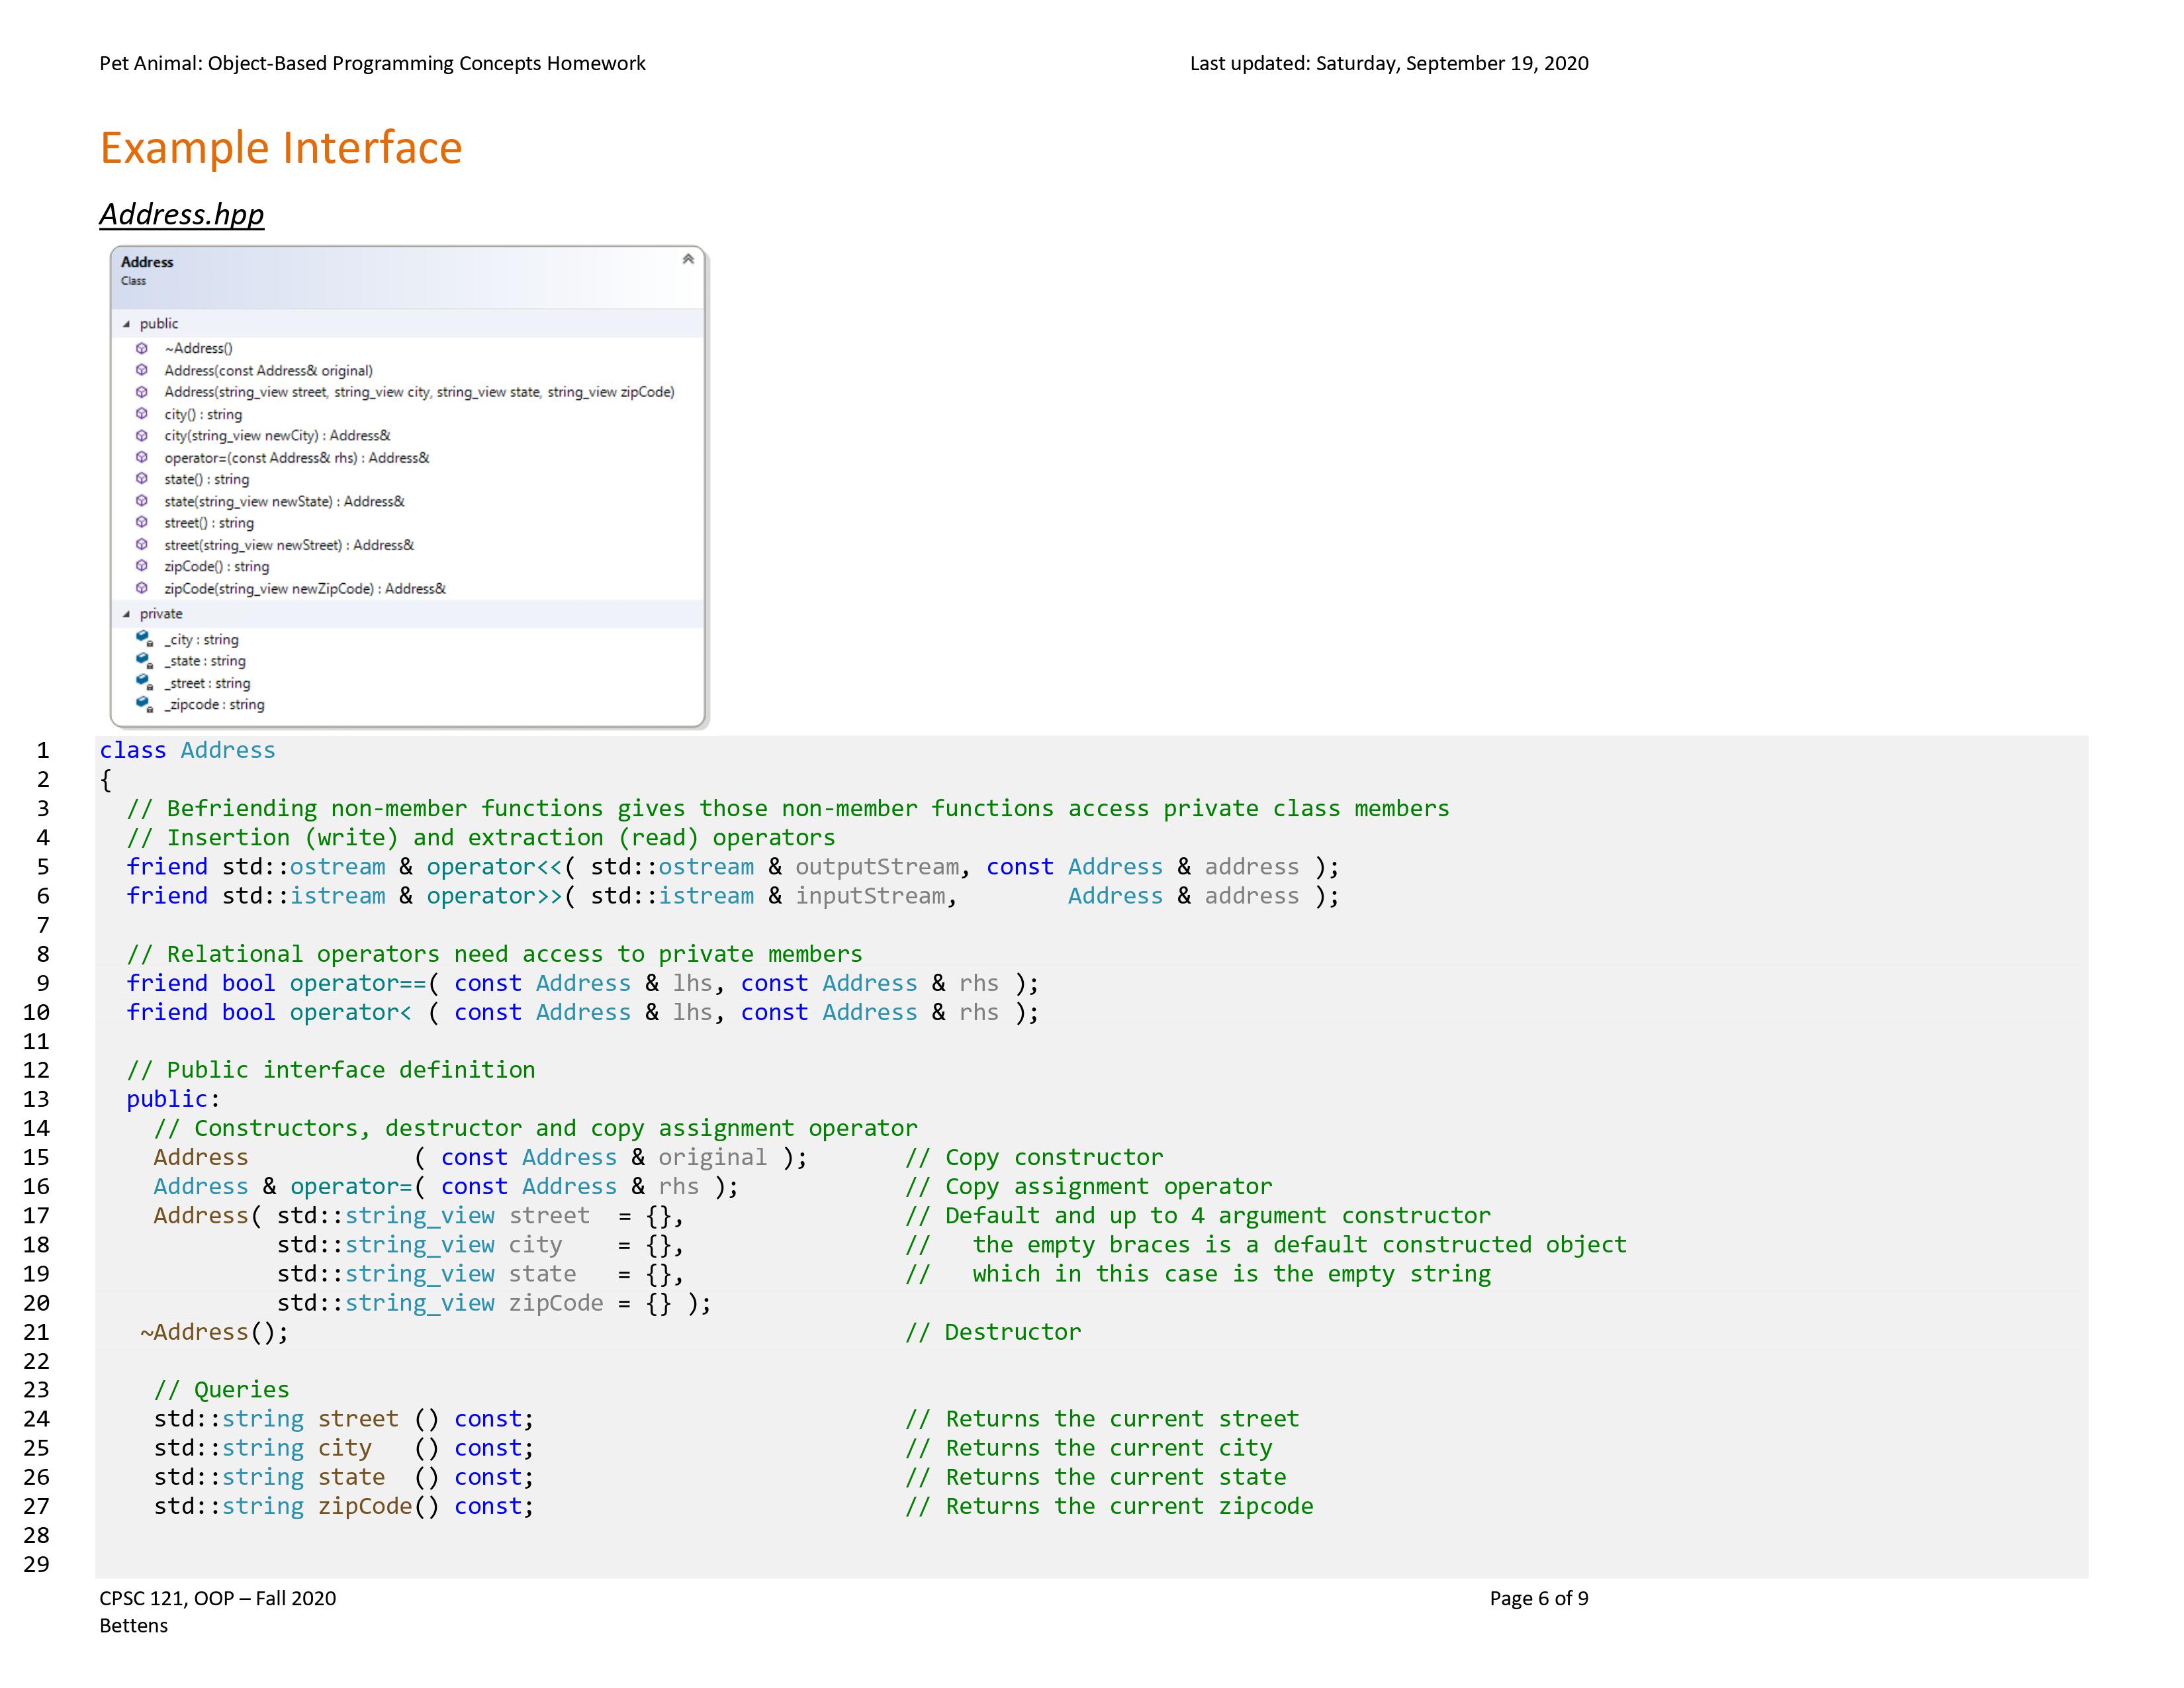 Pet Animal: Object-Based Programming Concepts Homework Last updated: Saturday, September 19, 2020
Example Interface
Address.hpp
Address
Class
public
~Address()
Address(const Address& original)
Address(string_view street, string_view city, string_view state, string_view zipCode)
city() : string
city(string_view newCity) : Address&
operator=(const Address& rhs) : Address&
state() : string
state(string_view newState) : Address&
street() : string
street(string_view newStreet) : Address&
zipCode() : string
zipCode(string_view newZipCode) : Address&
private
_city : string
_state : string
_street : string
_zipcode : string
1 class Address
2 {
3   // Befriending non-member functions gives those non-member functions access private class members
4   // Insertion (write) and extraction (read) operators
5   friend std::ostream & operator<<( std::ostream & outputStream, const Address & address );
6   friend std::istream & operator>>( std::istream & inputStream,        Address & address );
7
8   // Relational operators need access to private members
9   friend bool operator==( const Address & lhs, const Address & rhs );
10   friend bool operator< ( const Address & lhs, const Address & rhs );
11
12   // Public interface definition
13   public:
14     // Constructors, destructor and copy assignment operator
15     Address            ( const Address & original );       // Copy constructor
16     Address & operator=( const Address & rhs );            // Copy assignment operator
17     Address( std::string_view street  = {},                // Default and up to 4 argument constructor
18              std::string_view city    = {},                //   the empty braces is a default constructed object
19              std::string_view state   = {},                //   which in this case is the empty string
20              std::string_view zipCode = {} );
21    ~Address();                                             // Destructor
22
23     // Queries
24     std::string street () const;                           // Returns the current street
25     std::string city   () const;                           // Returns the current city
26     std::string state  () const;                           // Returns the current state
27     std::string zipCode() const;                           // Returns the current zipcode
28
29
CPSC 121, OOP – Fall 2020 Page 6 of 9
Bettens